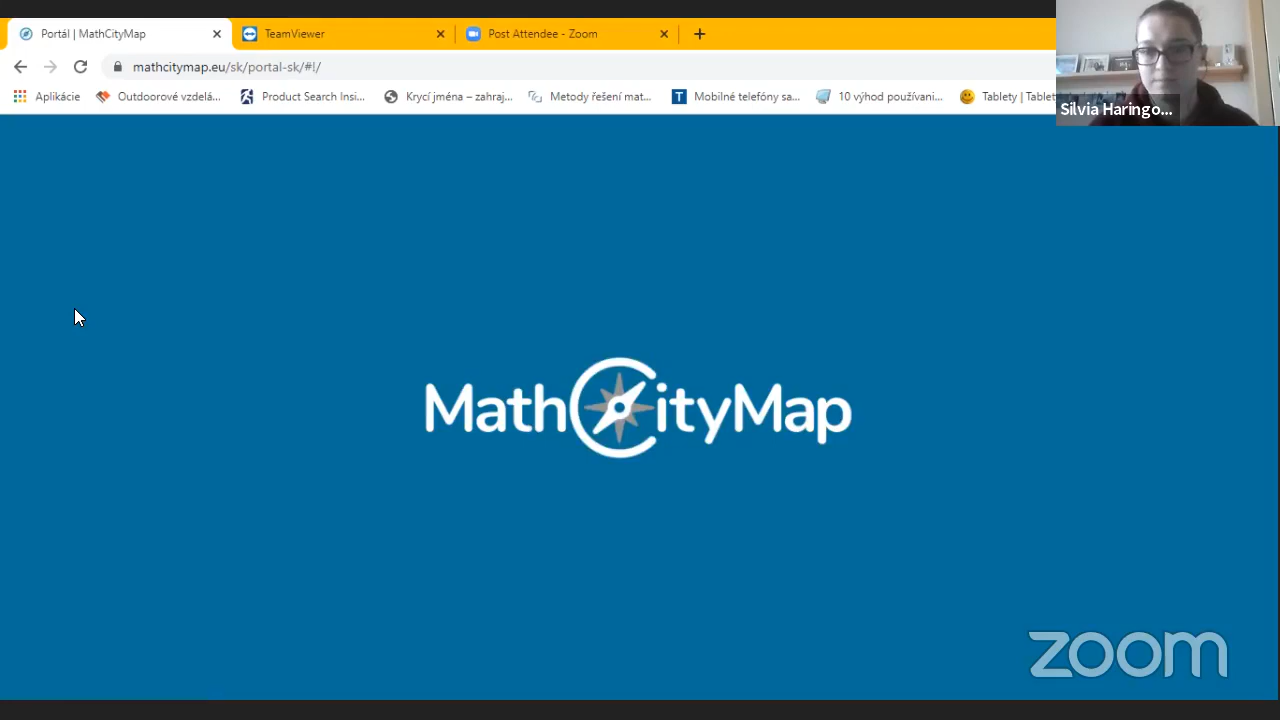 Portál | MathCityMap
TeamViewer
Post Attendee - Zoom
mathcitymap.eu/sk/portal-sk/#!/
Aplikácie
Outdoorové vzdelá...
Product Search Insi...
Krycí jména – zahraj...
Metody řešení mat...
Mobilné telefóny sa...
10 výhod používani...
Tablety | Tablet
Silvia Haringo...
MathCityMap
zoom